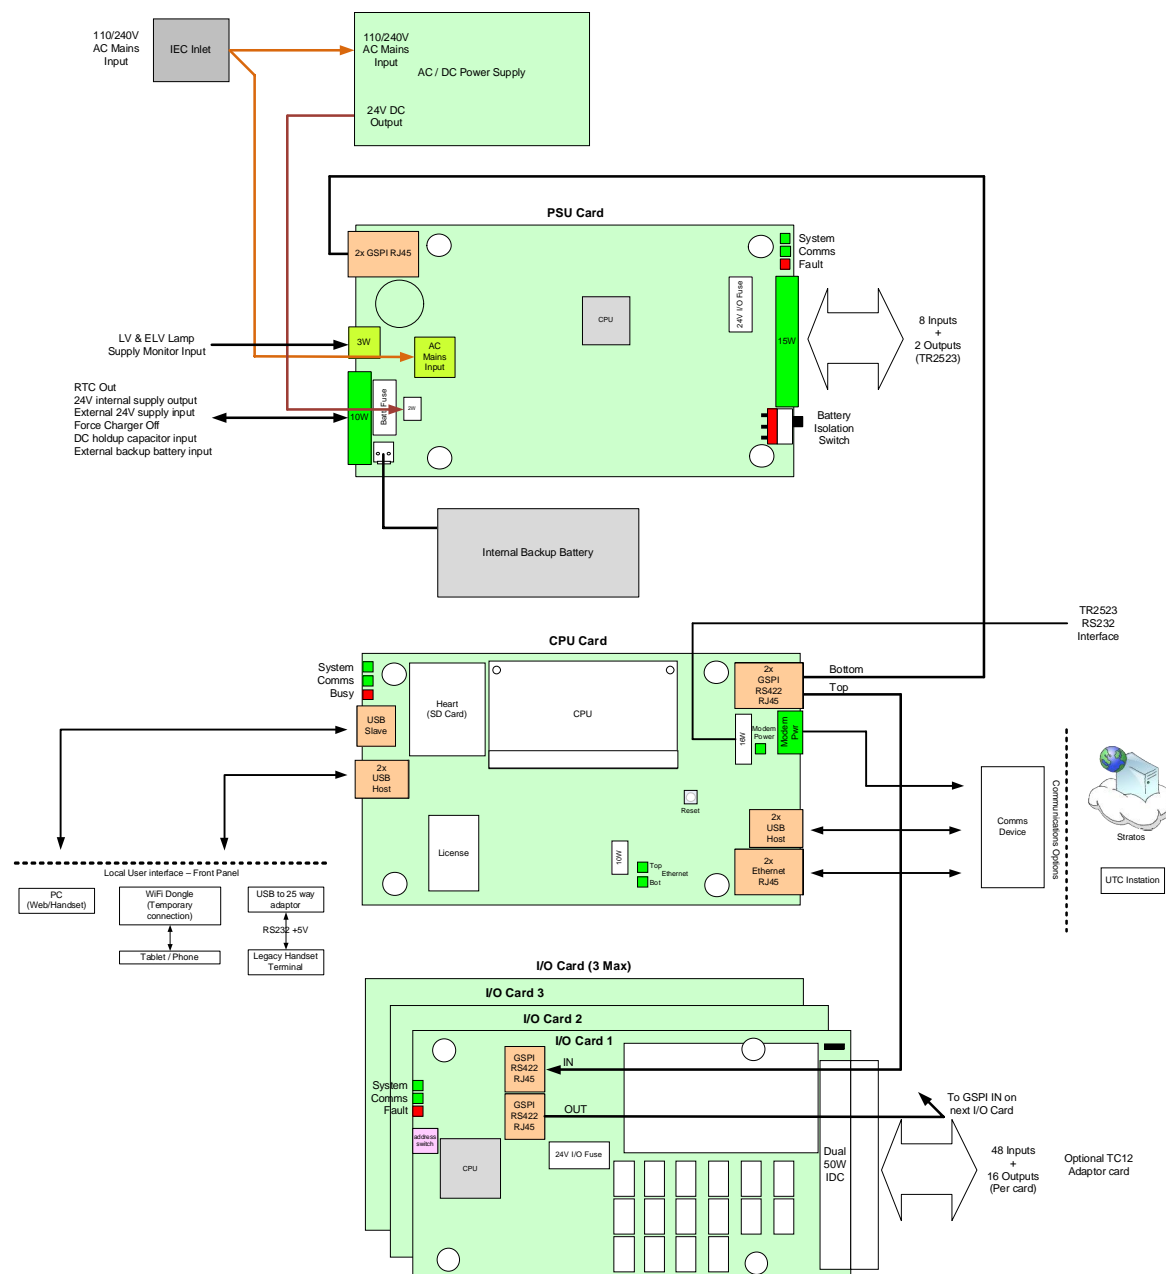 110/240V
AC Mains
Input
IEC Inlet
110/240V
AC Mains
Input
AC / DC Power Supply
24V DC
Output
PSU Card
2x GSPI RJ45
System
Comms
Fault
24V I/O Fuse
CPU
15W
8 Inputs
+
2 Outputs
(TR2523)
LV & ELV Lamp
Supply Monitor Input
3W
AC
Mains
Input
RTC Out
24V internal supply output
External 24V supply input
Force Charger Off
DC holdup capacitor input
External backup battery input
10W
Batt Fuse
2W
Battery
Isolation
Switch
Internal Backup Battery
TR2523
RS232
Interface
CPU Card
System
Comms
Busy
Heart
(SD Card)
CPU
2x
GSPI
RS422
RJ45
Bottom
Top
USB
Slave
16W
Modem
Power
Modem
Pwr
2x
USB
Host
Reset
License
10W
Top
Ethernet
Bot
2x
USB
Host
2x
Ethernet
RJ45
Comms
Device
Communications Options
Stratos
UTC Instation
Local User interface – Front Panel
PC
(Web/Handset)
WiFi Dongle
(Temporary
connection)
USB to 25 way
adaptor
RS232 +5V
Tablet / Phone
Legacy Handset
Terminal
I/O Card (3 Max)
I/O Card 3
I/O Card 2
I/O Card 1
GSPI
RS422
RJ45
IN
System
Comms
Fault
GSPI
RS422
RJ45
OUT
To GSPI IN on
next I/O Card
address
switch
CPU
24V I/O Fuse
Dual
50W
IDC
48 Inputs
+
16 Outputs
(Per card)
Optional TC12
Adaptor card